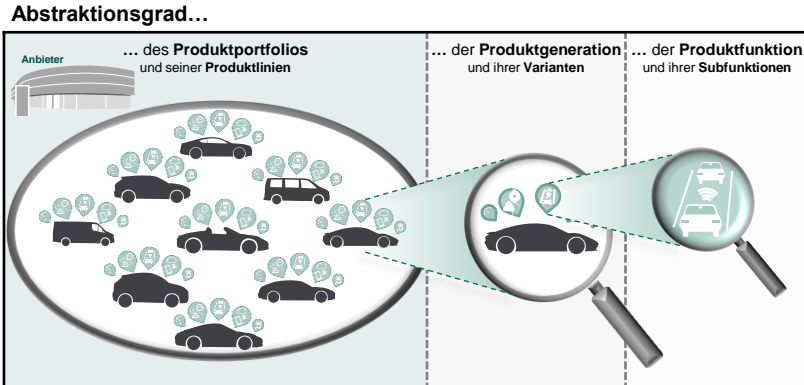 Abstraktionsgrad…
Anbieter
… des Produktportfolios
und seiner Produktlinien
… der Produktgeneration
und ihrer Varianten
… der Produktfunktion
und ihrer Subfunktionen